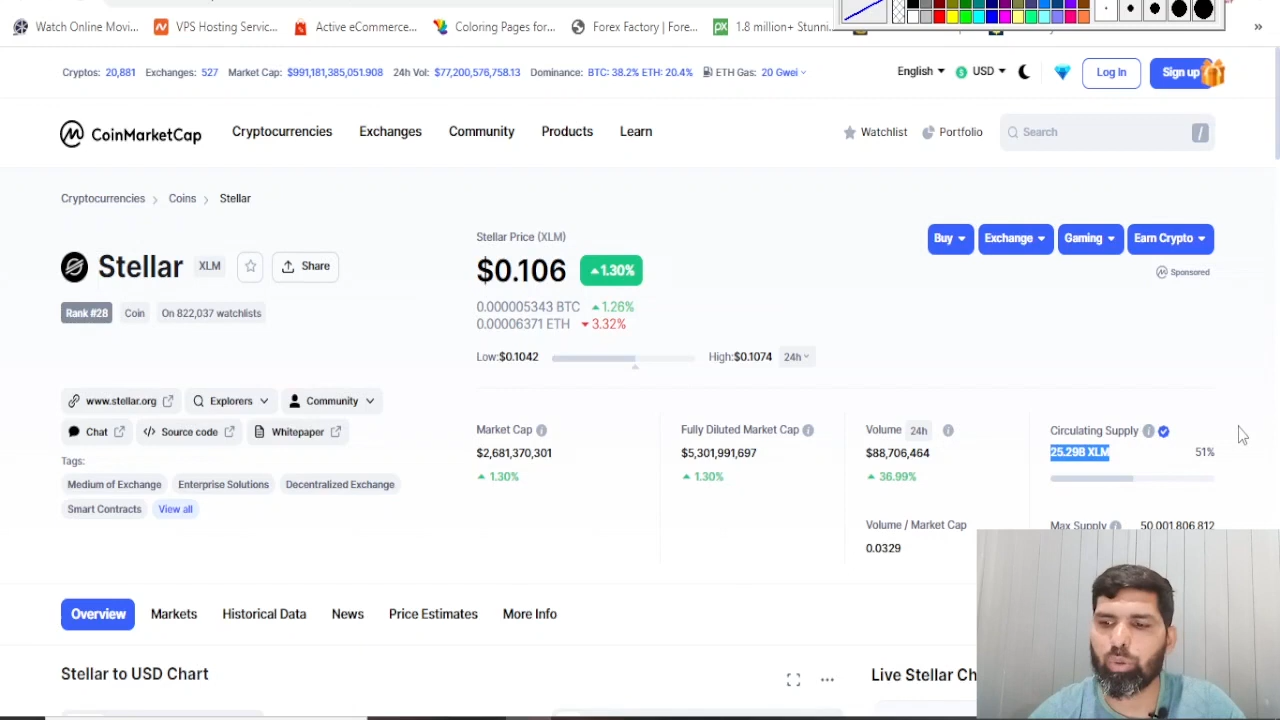 Watch Online Movi...
VPS Hosting Servic...
Active eCommerce...
Coloring Pages for...
Forex Factory | Fore...
1.8 million+ Stunni...
»
Cryptos: 20,881 Exchanges: 527 Market Cap: $991,181,385,051.908 24h Vol: $77,200,576,758.13 Dominance: BTC: 38.2% ETH: 20.4% ETH Gas: 20 Gwei
English USD Log In Sign up
CoinMarketCap Cryptocurrencies Exchanges Community Products Learn
Watchlist Portfolio Search /
Cryptocurrencies > Coins > Stellar
Stellar XLM Share
Rank #28 Coin On 822,037 watchlists
Stellar Price (XLM)
$0.106 1.30%
0.000005343 BTC 1.26%
0.00006371 ETH 3.32%
Low:$0.1042 High:$0.1074 24h
Buy Exchange Gaming Earn Crypto
Sponsored
www.stellar.org Explorers Community
Chat Source code Whitepaper
Tags:
Medium of Exchange Enterprise Solutions Decentralized Exchange
Smart Contracts View all
Market Cap
$2,681,370,301
1.30%
Fully Diluted Market Cap
$5,301,991,697
1.30%
Volume 24h
$88,706,464
36.99%
Volume / Market Cap
0.0329
Circulating Supply
25.29B XLM 51%
Max Supply 50,001,806,812
Overview Markets Historical Data News Price Estimates More Info
Stellar to USD Chart
Live Stellar Ch